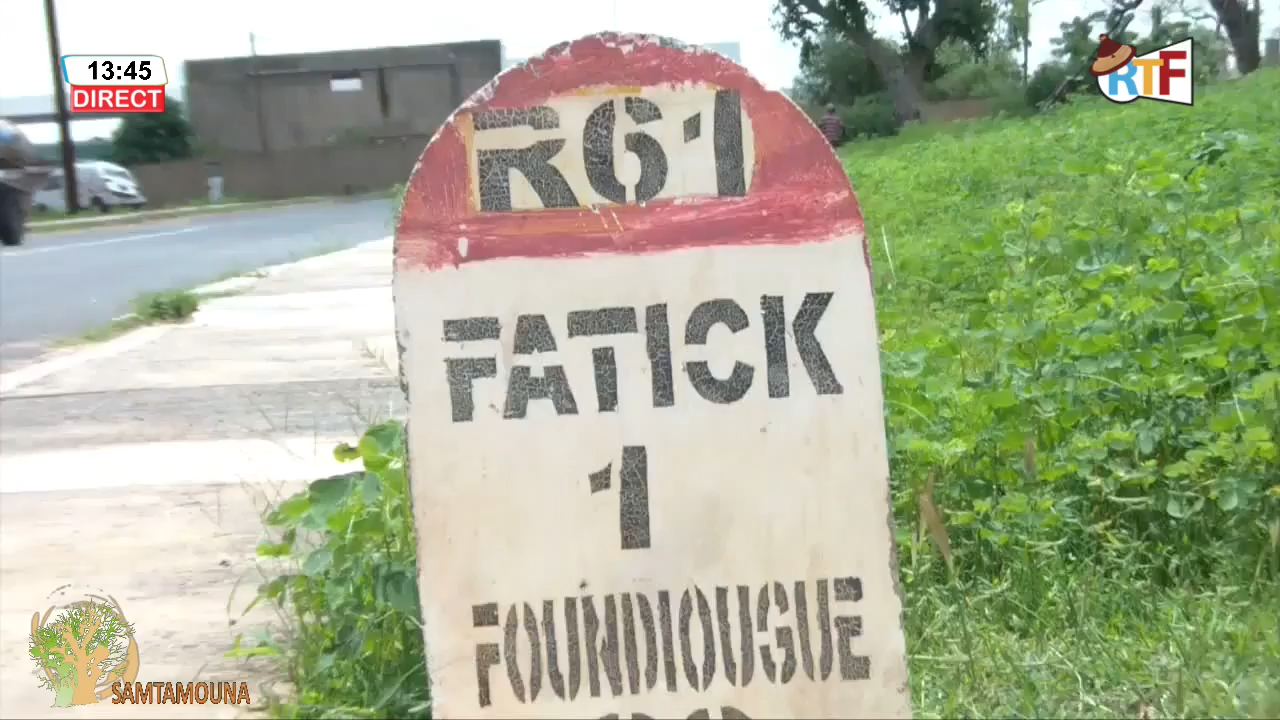 13:45
DIRECT
RTF
R61
FATICK
1
FOUNDIOUGUE
SAMTAMOUNA